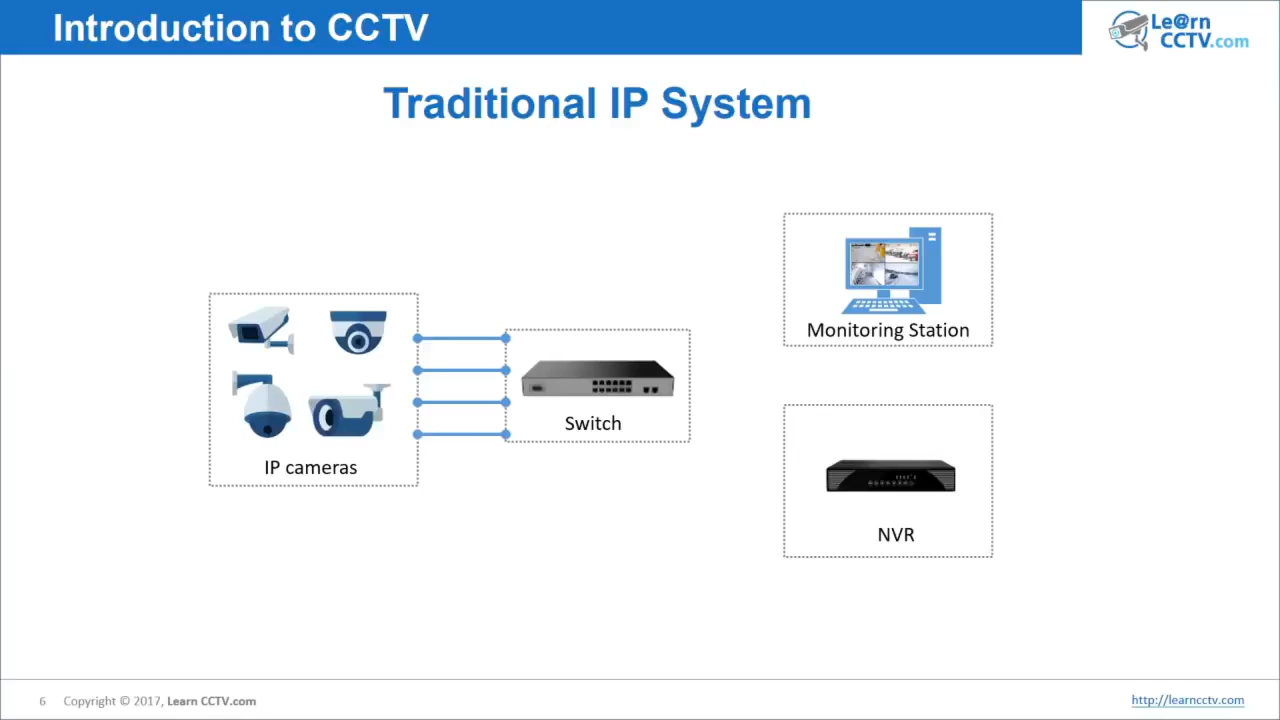 Introduction to CCTV
Le@rn
CCTV.com
Traditional IP System
Monitoring Station
Switch
IP cameras
NVR
6 Copyright © 2017, Learn CCTV.com
http://learncctv.com